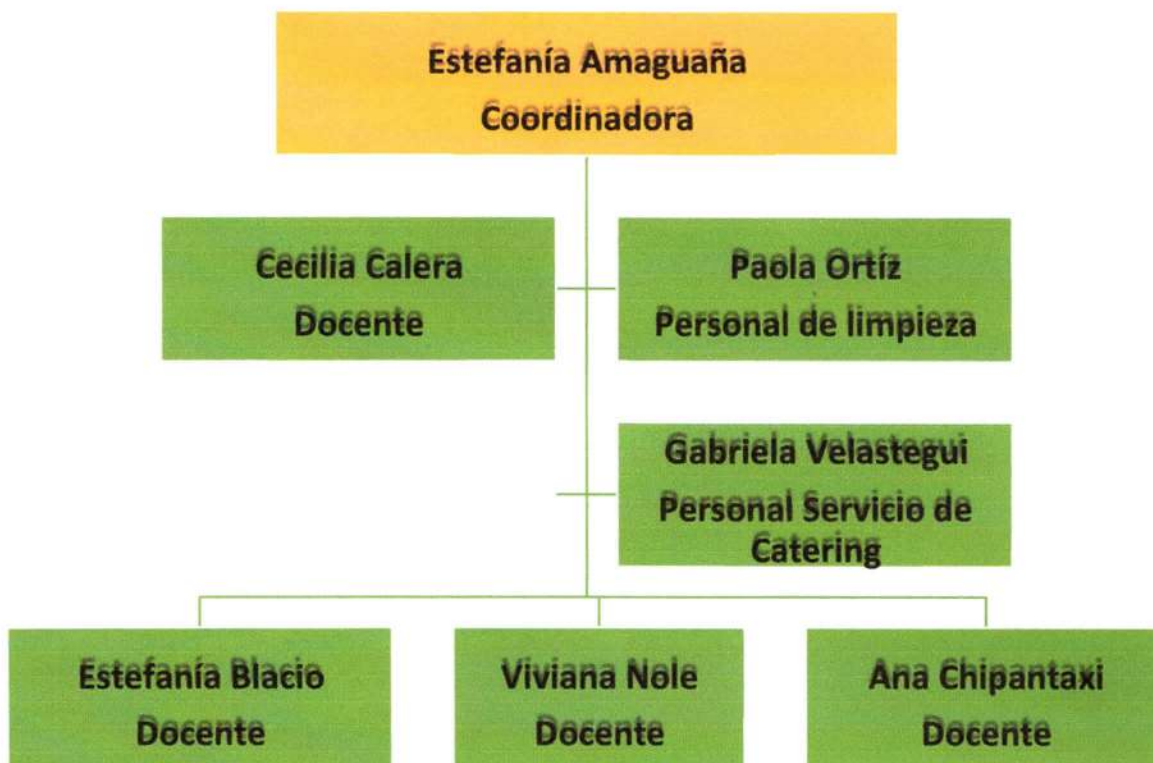 Estefanía Amaguaña
Coordinadora
Cecilia Calera
Docente
Paola Ortíz
Personal de limpieza
Gabriela Velastegui
Personal Servicio de
Catering
Estefanía Blacio
Docente
Viviana Nole
Docente
Ana Chipantaxi
Docente